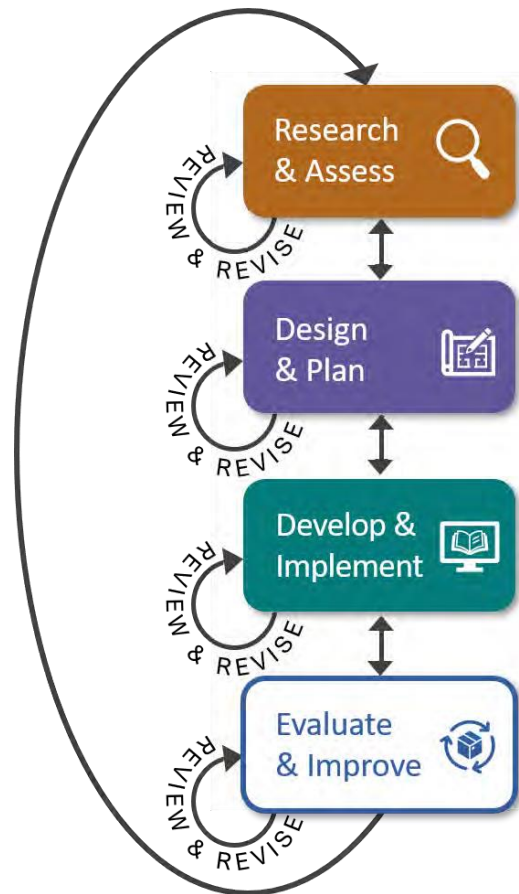 Research
& Assess
REVIEW & REVISE
Design
& Plan
REVIEW & REVISE
Develop &
Implement
REVIEW & REVISE
Evaluate
& Improve
REVIEW & REVISE